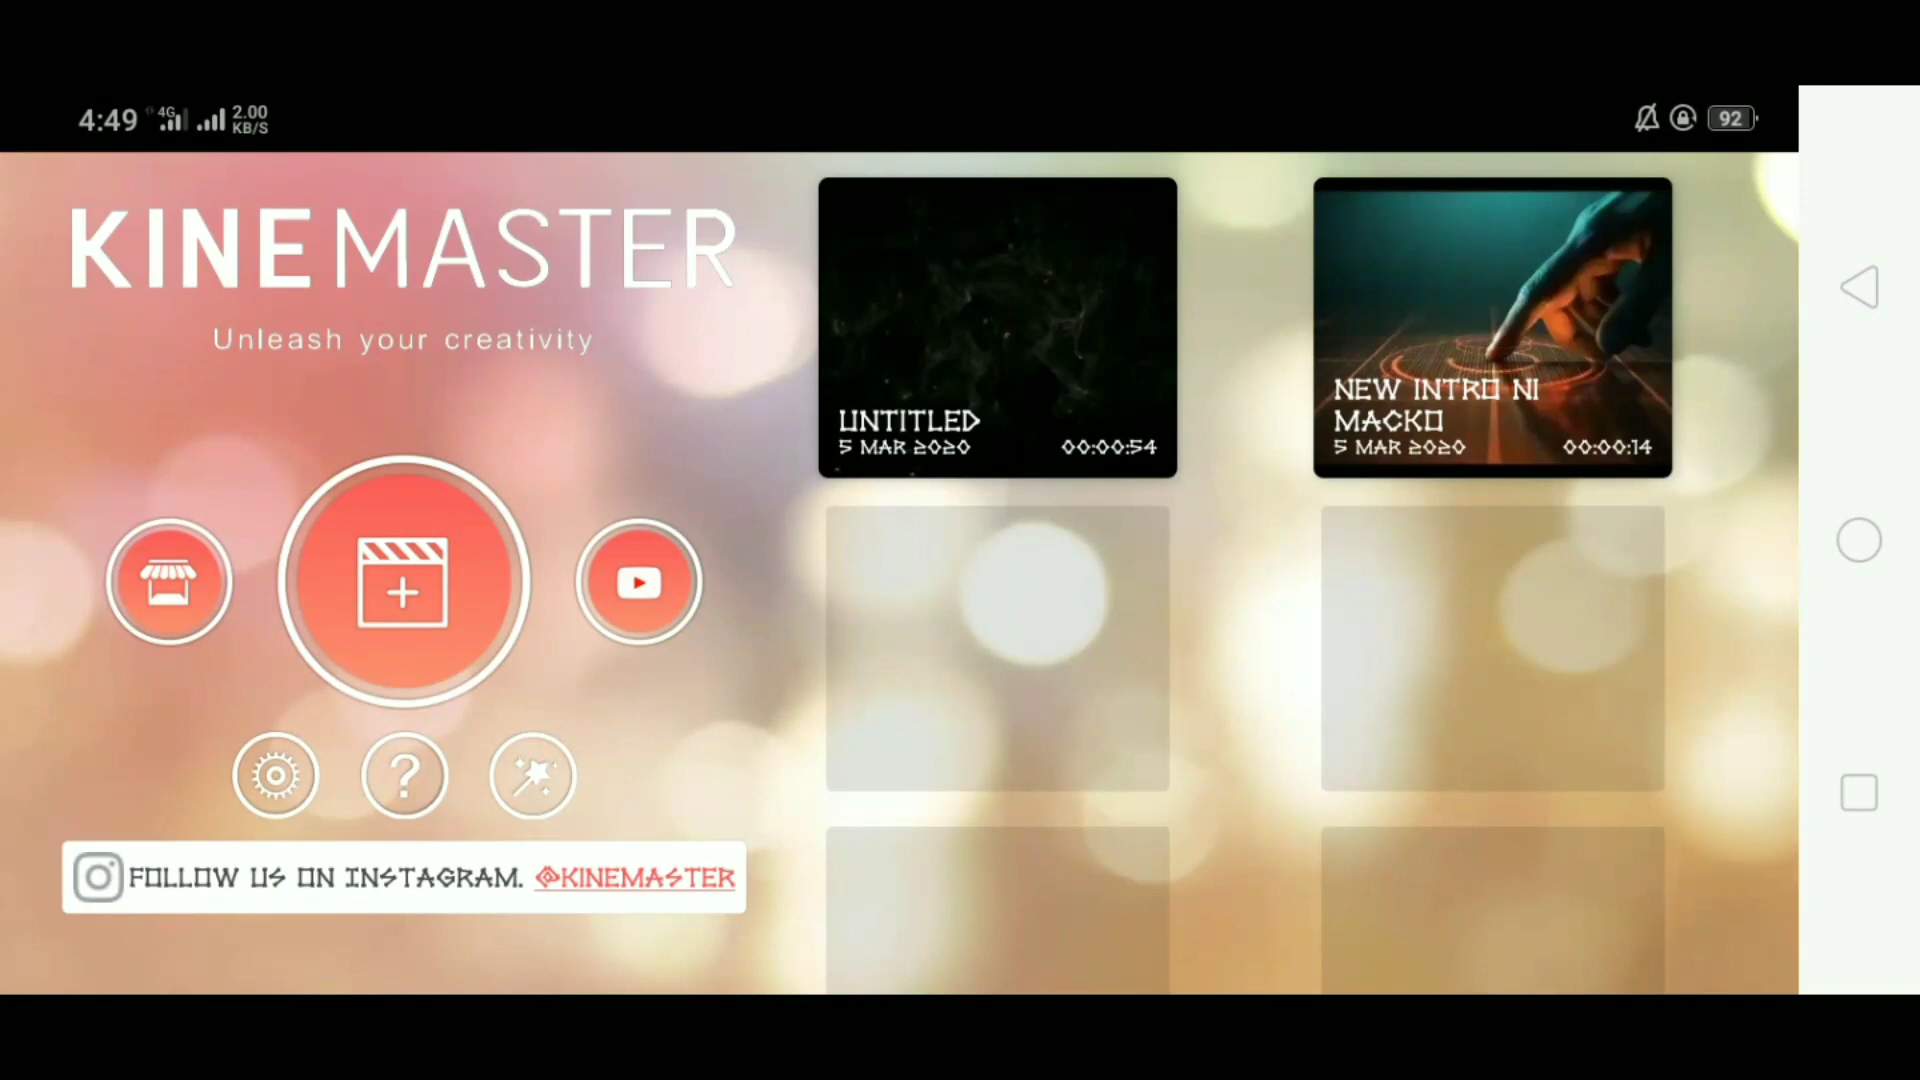 4:49 4G 2.00 KB/S 92
KINEMASTER
Unleash your creativity
UNTITLED
5 MAR 2020 00:00:54
NEW INTRO NI
MACKO
5 MAR 2020 00:00:14
FOLLOW US ON INSTAGRAM. @KINEMASTER